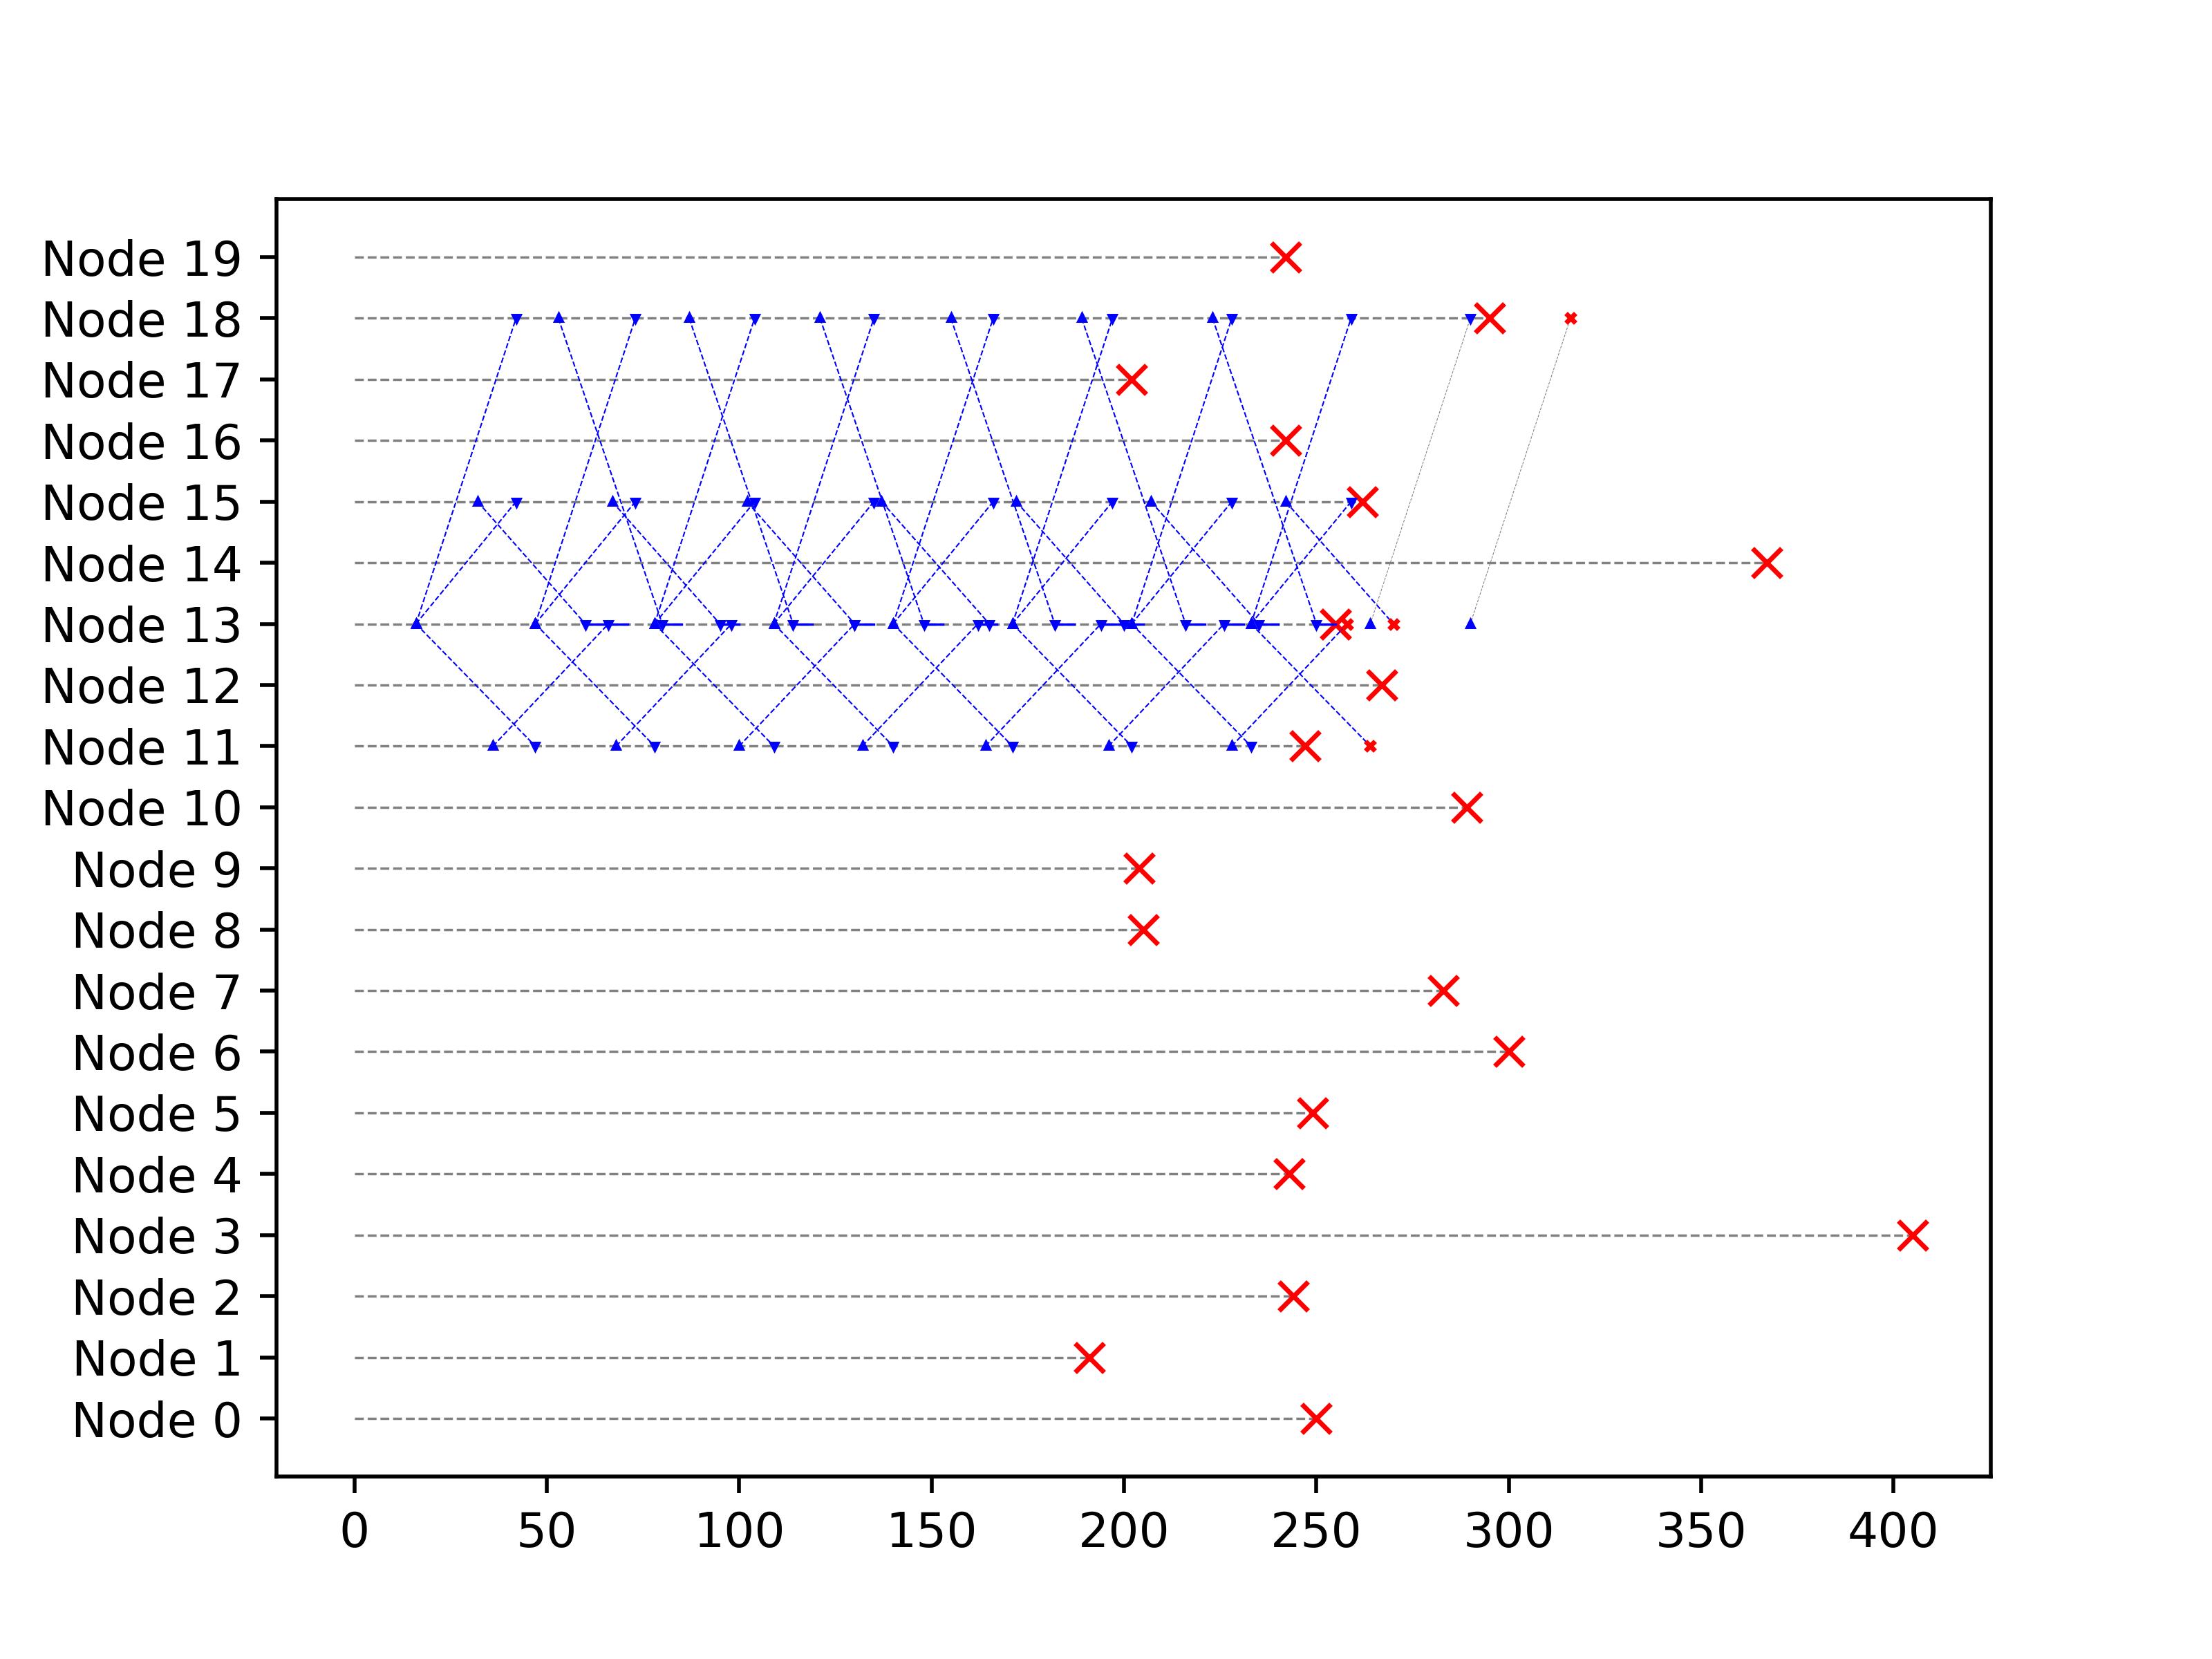 Node 19
Node 18
Node 17
Node 16
Node 15
Node 14
Node 13
Node 12
Node 11
Node 10
Node 9
Node 8
Node 7
Node 6
Node 5
Node 4
Node 3
Node 2
Node 1
Node 0
0 50 100 150 200 250 300 350 400